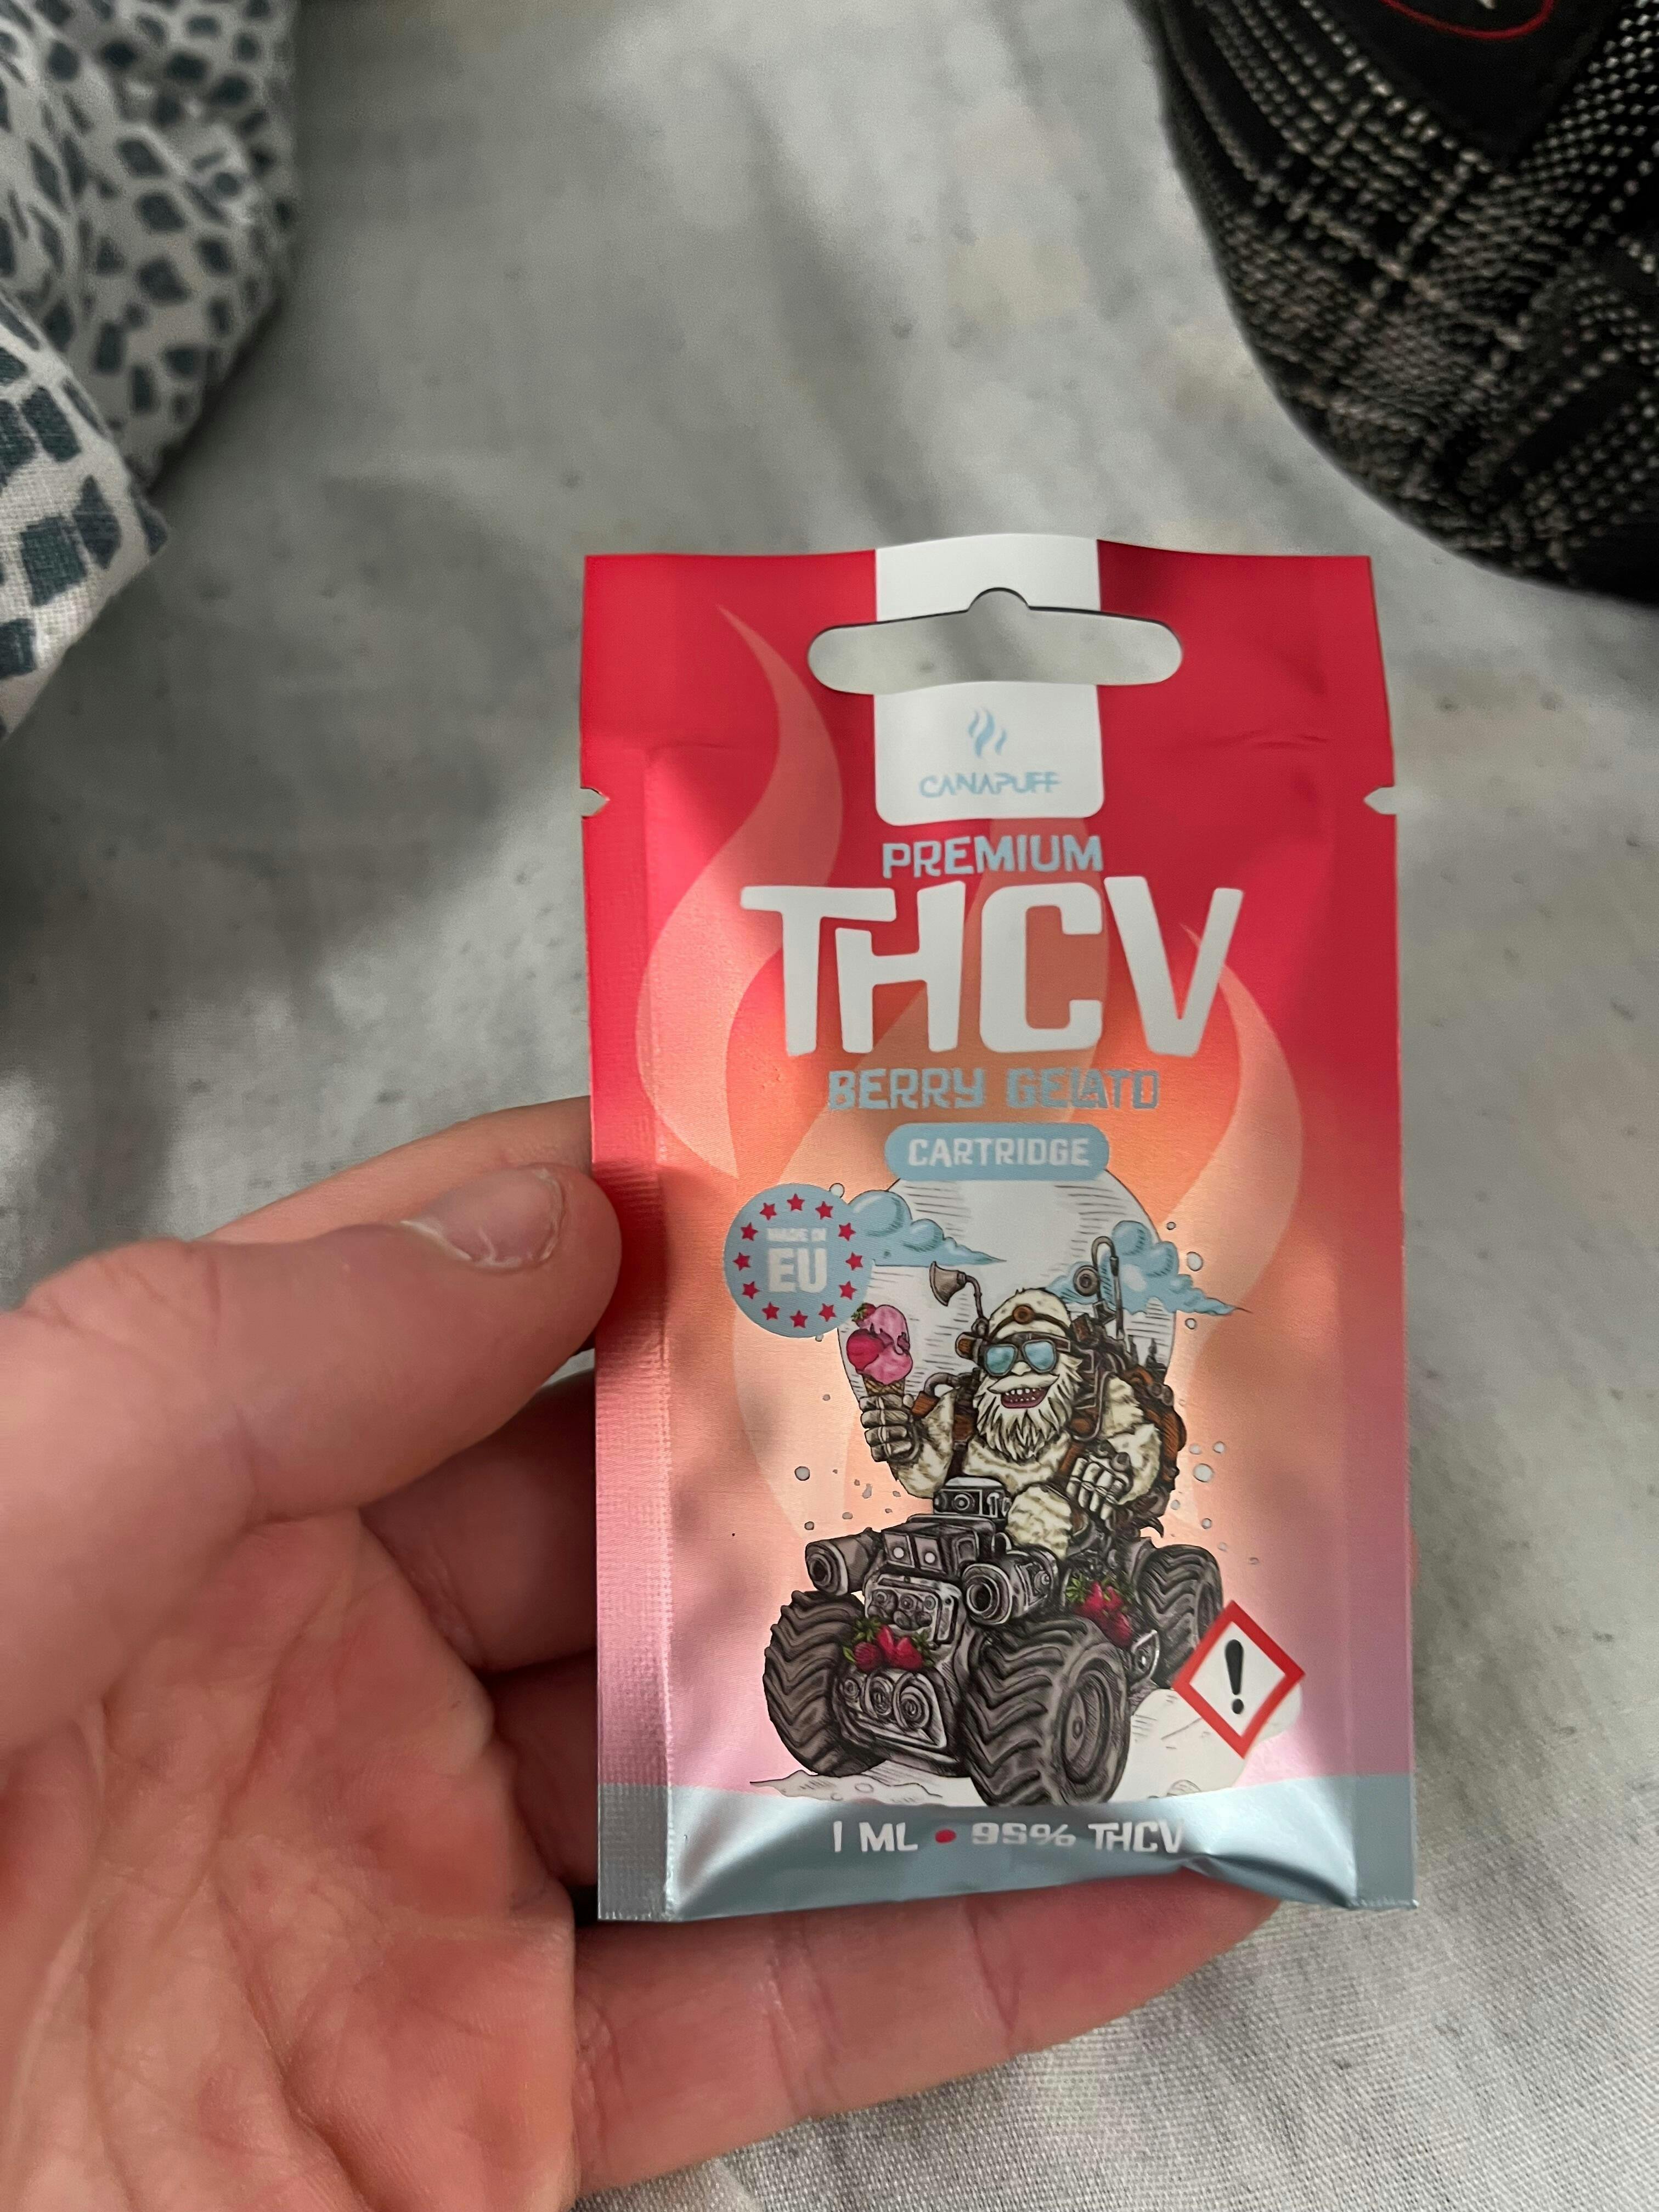 CANAPUFF
PREMIUM
THCV
BERRY GELATO
CARTRIDGE
MADE IN
EU
!
1 ML • 95% THCV